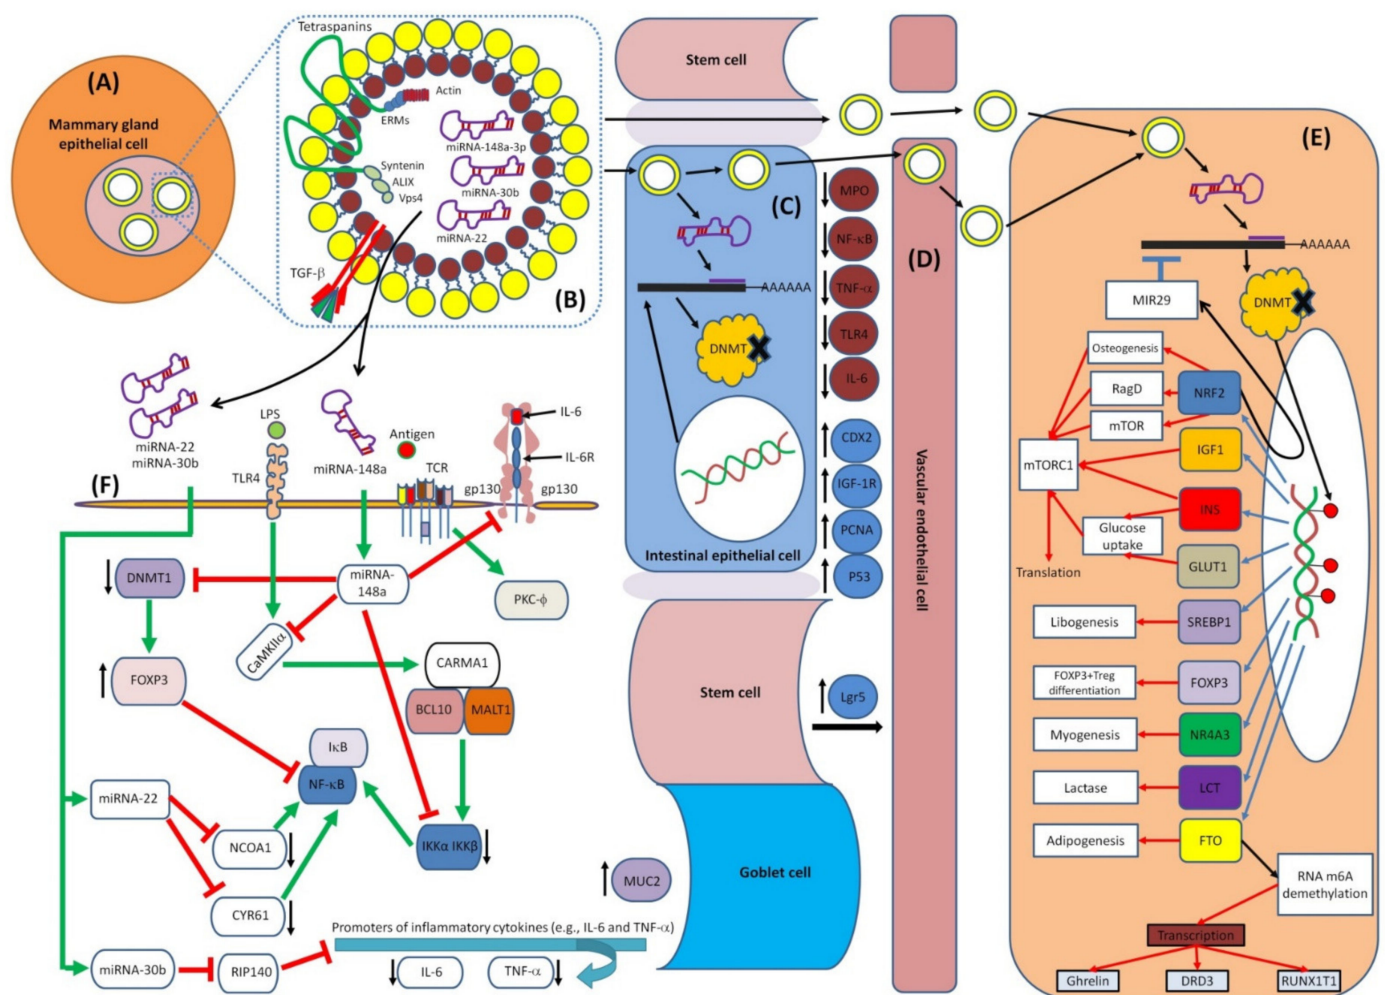 (A)
Mammary gland
epithelial cell
Tetraspanins
Actin
ERMs
miRNA-148a-3p
Syntenin
ALIX
Vps4
miRNA-30b
miRNA-22
TGF-β
(B)
Stem cell
(C)
AAAAAA
DNMT
Intestinal epithelial cell
MPO
NF-κB
TNF-α
TLR4
IL-6
CDX2
IGF-1R
PCNA
P53
(D)
Vascular endothelial cell
Stem cell
Lgr5
Goblet cell
MUC2
(E)
AAAAAA
MIR29
DNMT
Osteogenesis
RagD
mTOR
mTORC1
NRF2
IGF1
INS
Glucose
uptake
GLUT1
Translation
Libogenesis
SREBP1
FOXP3+Treg
differentiation
FOXP3
Myogenesis
NR4A3
Lactase
LCT
Adipogenesis
FTO
RNA m6A
demethylation
Transcription
Ghrelin
DRD3
RUNX1T1
miRNA-22
miRNA-30b
(F)
LPS
TLR4
miRNA-148a
Antigen
TCR
gp130
gp130
IL-6
IL-6R
DNMT1
miRNA-
148a
PKC-ϕ
CaMKIIα
FOXP3
CARMA1
BCL10
MALT1
IκB
NF-κB
miRNA-22
NCOA1
IKKα IKKβ
CYR61
Promoters of inflammatory cytokines (e.g., IL-6 and TNF-α)
miRNA-30b
RIP140
IL-6
TNF-α